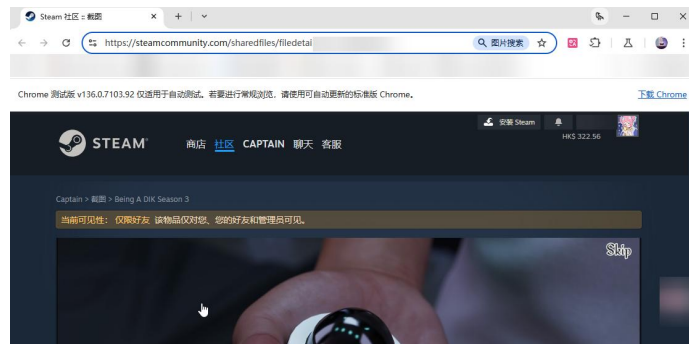 Steam 社区 :: 截图
https://steamcommunity.com/sharedfiles/filedetai
图片搜索
Chrome 测试版 v136.0.7103.92 仅适用于自动测试。若要进行常规浏览，请使用可自动更新的标准版 Chrome。
下载 Chrome
安装 Steam
HK$ 322.56
STEAM
商店 社区 CAPTAIN 聊天 客服
Captain > 截图 > Being A DIK Season 3
当前可见性： 仅限好友 该物品仅对您、您的好友和管理员可见。
Skip